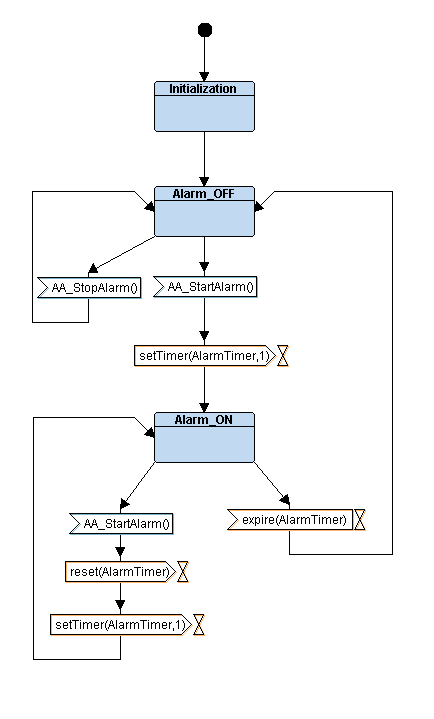 Initialization
Alarm_OFF
AA_StopAlarm()
AA_StartAlarm()
setTimer(AlarmTimer,1)
Alarm_ON
AA_StartAlarm()
expire(AlarmTimer)
reset(AlarmTimer)
setTimer(AlarmTimer,1)